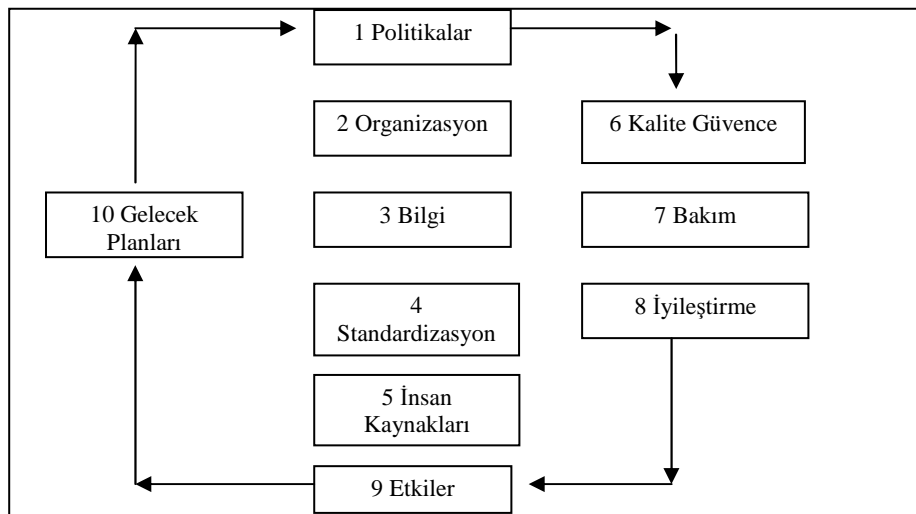 1 Politikalar
2 Organizasyon
6 Kalite Güvence
10 Gelecek
Planları
3 Bilgi
7 Bakım
4
Standardizasyon
8 İyileştirme
5 İnsan
Kaynakları
9 Etkiler